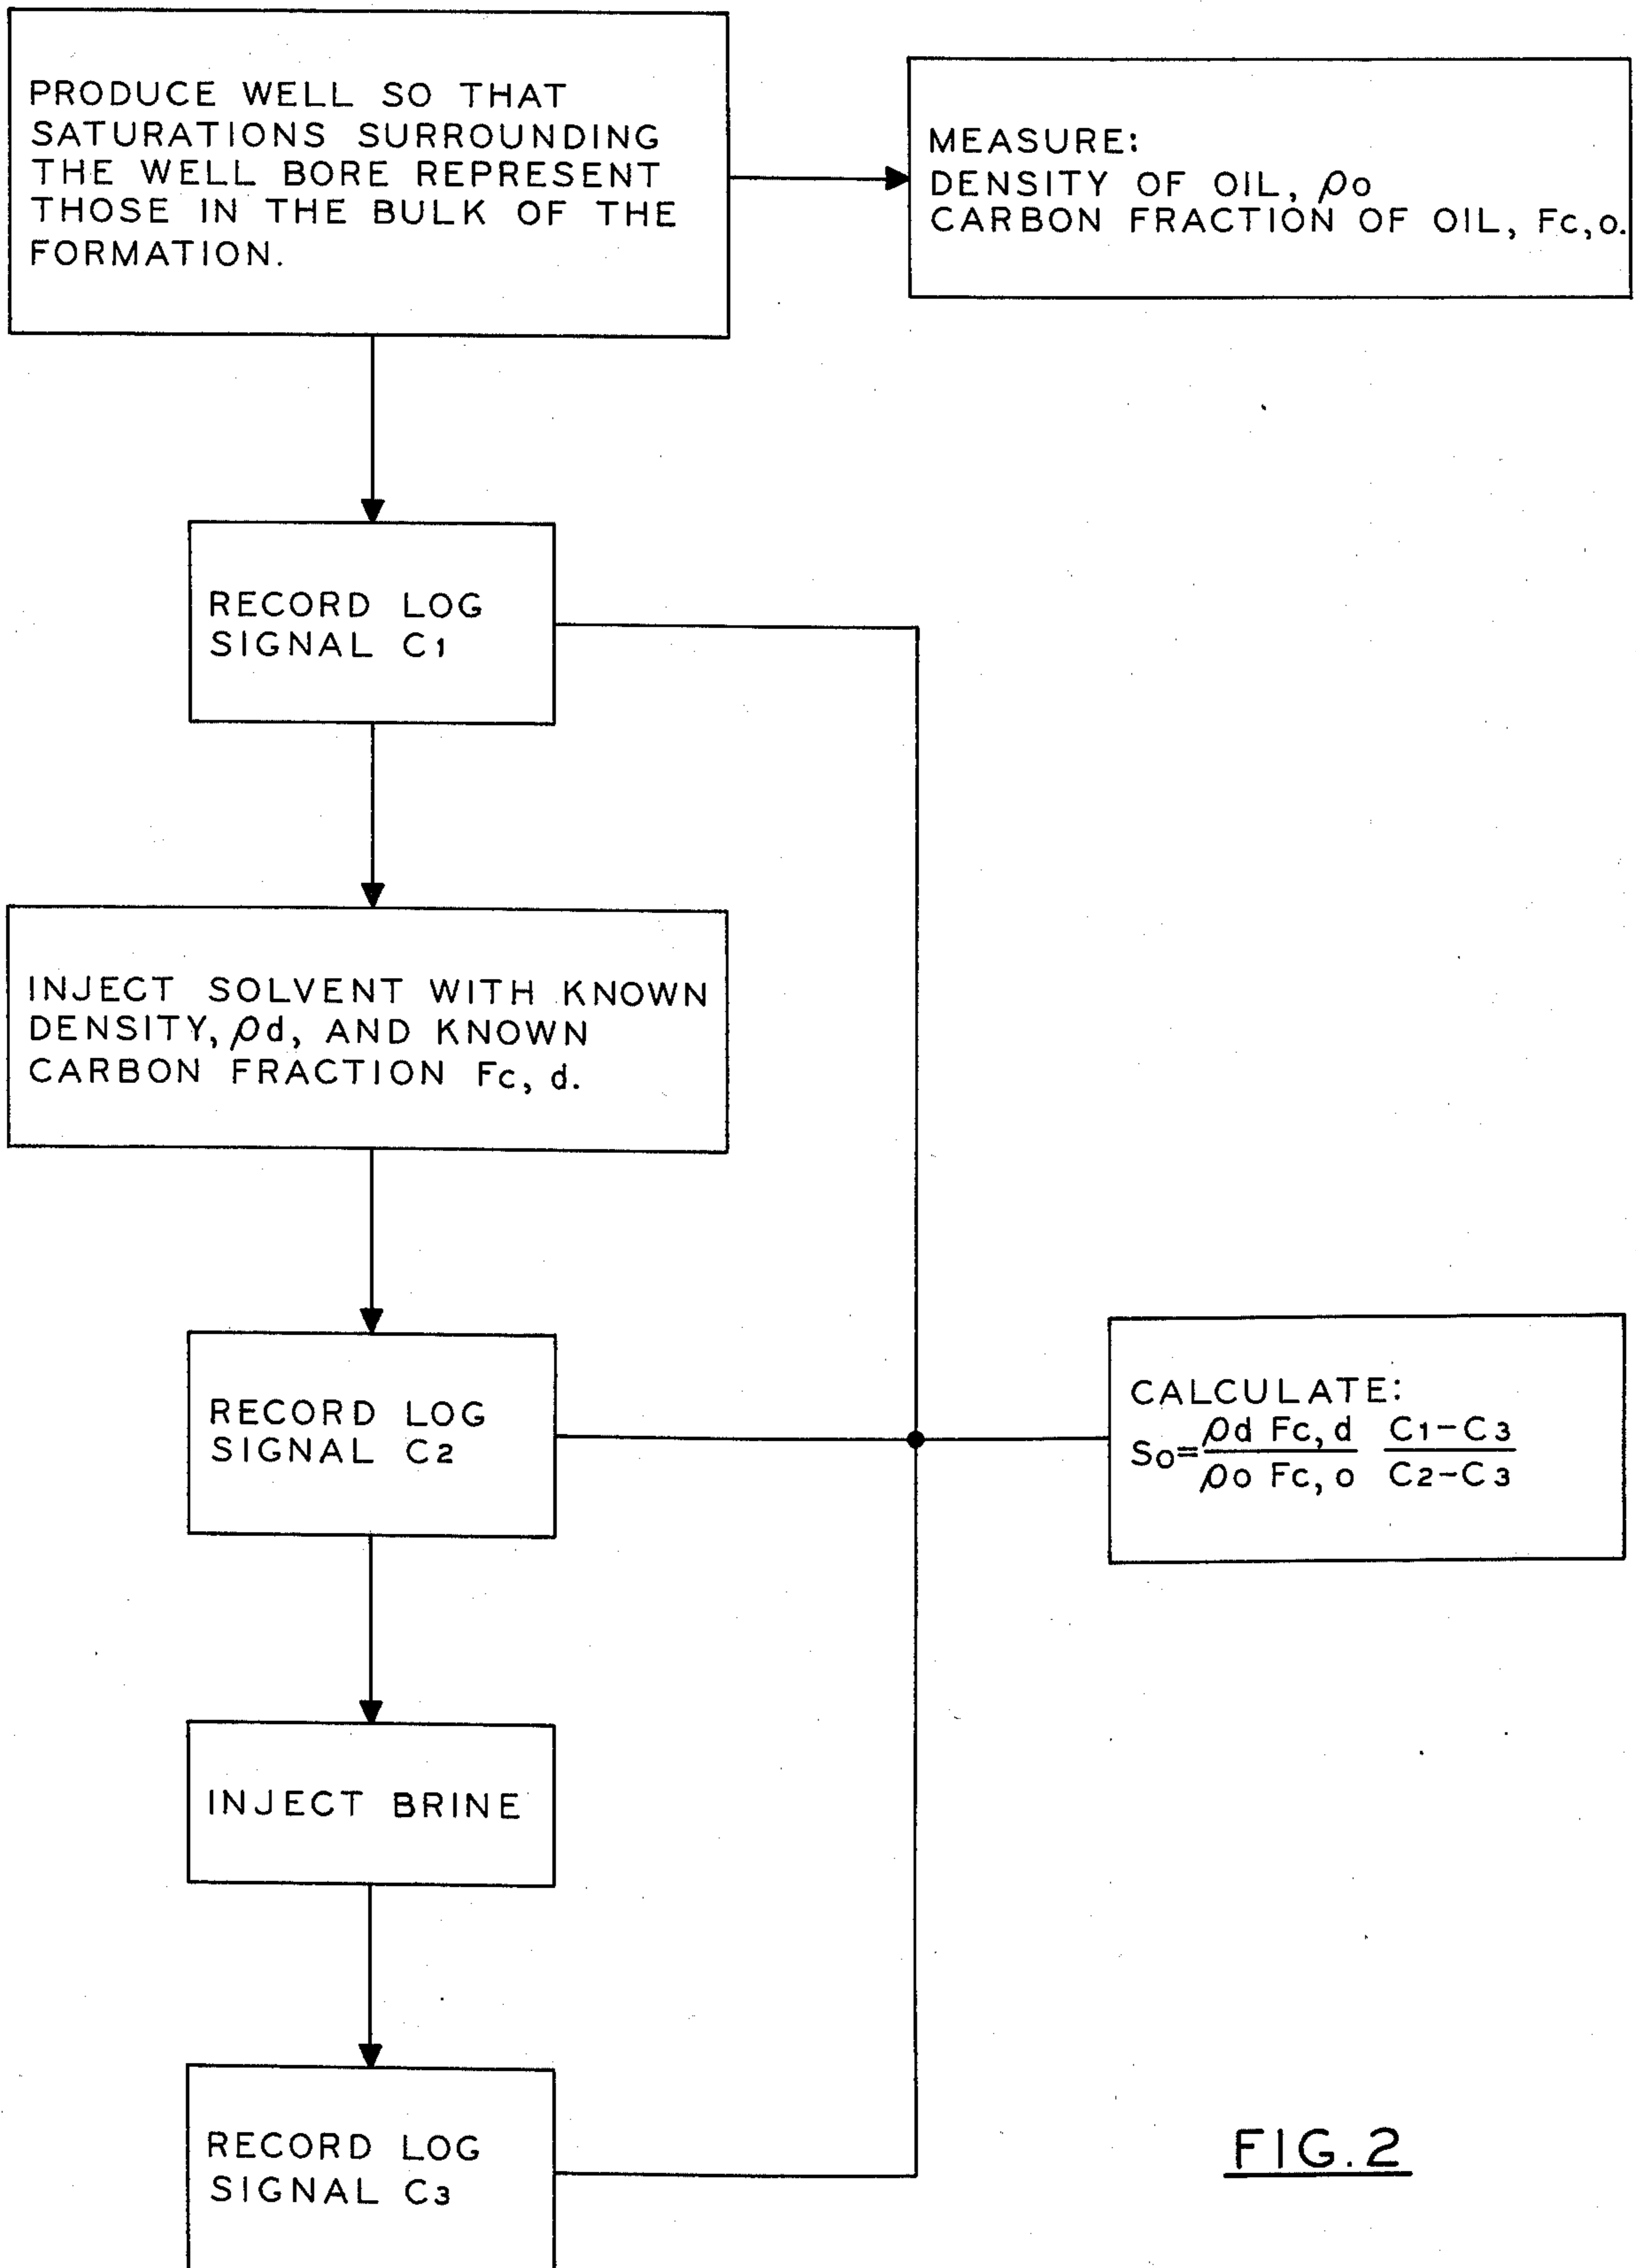 PRODUCE WELL SO THAT
SATURATIONS SURROUNDING
THE WELL BORE REPRESENT
THOSE IN THE BULK OF THE
FORMATION.
MEASURE:
DENSITY OF OIL, ρo
CARBON FRACTION OF OIL, Fc,o.
RECORD LOG
SIGNAL C1
INJECT SOLVENT WITH KNOWN
DENSITY, ρd, AND KNOWN
CARBON FRACTION Fc, d.
RECORD LOG
SIGNAL C2
CALCULATE:
So= ρd Fc, d / ρo Fc, o C1-C3 / C2-C3
INJECT BRINE
RECORD LOG
SIGNAL C3
FIG.2